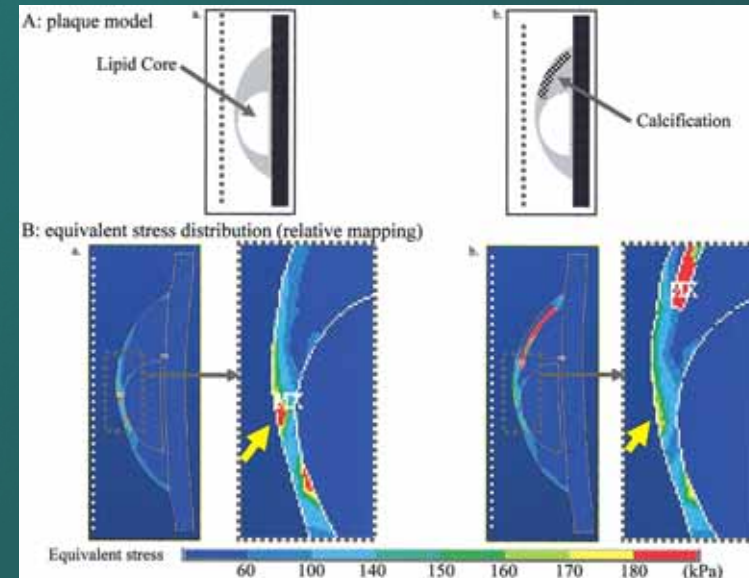 A: plaque model
a.
b.
Lipid Core
Calcification
B: equivalent stress distribution (relative mapping)
a.
b.
MX
Equivalent stress
60 100 140 150 160 170 180 (kPa)